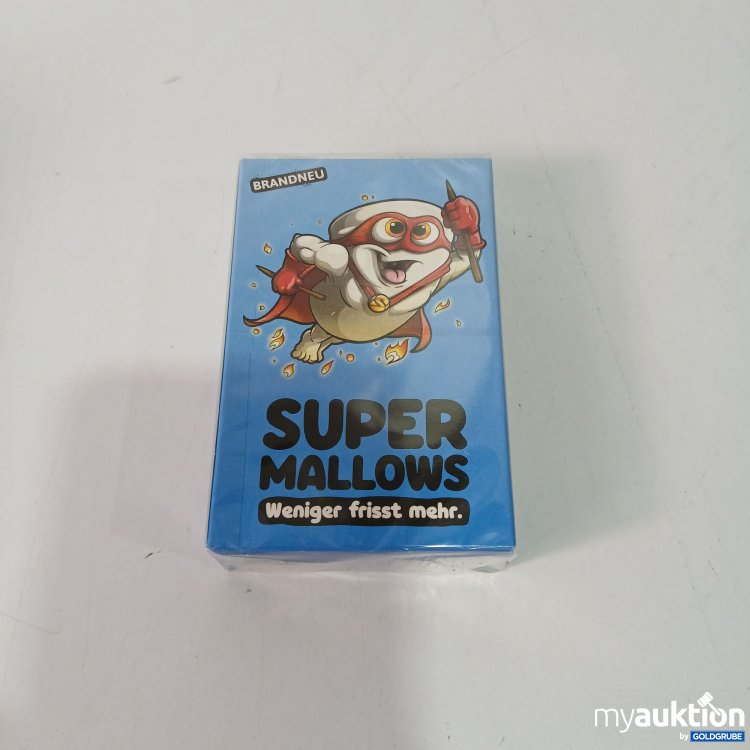 BRANDNEU
SUPER
MALLOWS
Weniger frisst mehr.
myauktion
by GOLDGRUBE